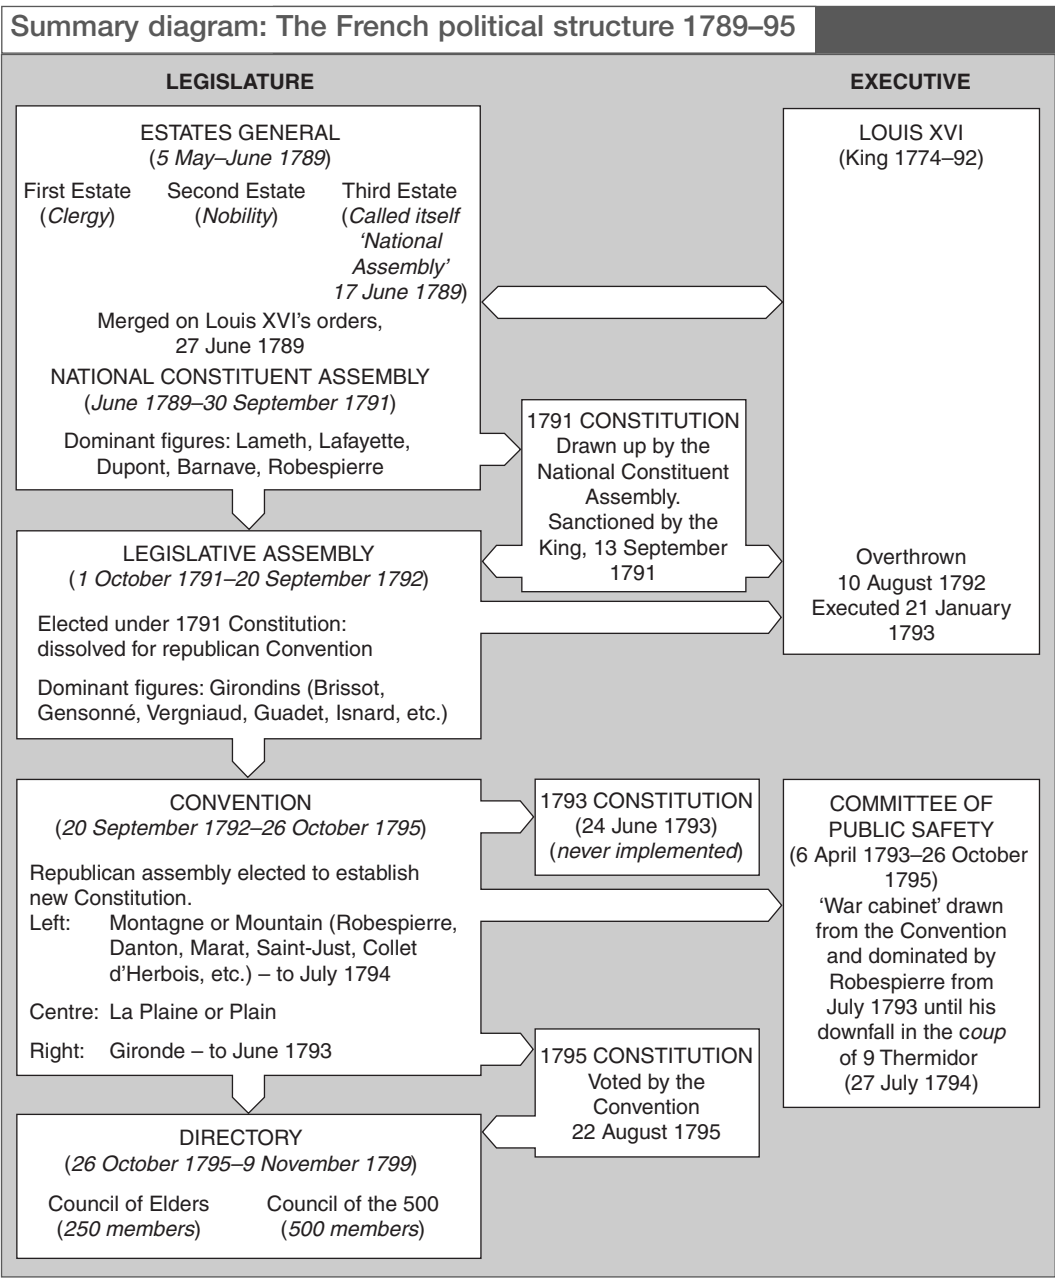 Summary diagram: The French political structure 1789–95
LEGISLATURE
EXECUTIVE
ESTATES GENERAL
(5 May–June 1789)
First Estate
(Clergy)
Second Estate
(Nobility)
Third Estate
(Called itself
‘National
Assembly’
17 June 1789)
Merged on Louis XVI’s orders,
27 June 1789
NATIONAL CONSTITUENT ASSEMBLY
(June 1789–30 September 1791)
Dominant figures: Lameth, Lafayette,
Dupont, Barnave, Robespierre
LOUIS XVI
(King 1774–92)
Overthrown
10 August 1792
Executed 21 January
1793
1791 CONSTITUTION
Drawn up by the
National Constituent
Assembly.
Sanctioned by the
King, 13 September
1791
LEGISLATIVE ASSEMBLY
(1 October 1791–20 September 1792)
Elected under 1791 Constitution:
dissolved for republican Convention
Dominant figures: Girondins (Brissot,
Gensonné, Vergniaud, Guadet, Isnard, etc.)
CONVENTION
(20 September 1792–26 October 1795)
Republican assembly elected to establish
new Constitution.
Left: Montagne or Mountain (Robespierre,
Danton, Marat, Saint-Just, Collet
d’Herbois, etc.) – to July 1794
Centre: La Plaine or Plain
Right: Gironde – to June 1793
1793 CONSTITUTION
(24 June 1793)
(never implemented)
COMMITTEE OF
PUBLIC SAFETY
(6 April 1793–26 October
1795)
‘War cabinet’ drawn
from the Convention
and dominated by
Robespierre from
July 1793 until his
downfall in the coup
of 9 Thermidor
(27 July 1794)
1795 CONSTITUTION
Voted by the
Convention
22 August 1795
DIRECTORY
(26 October 1795–9 November 1799)
Council of Elders
(250 members)
Council of the 500
(500 members)